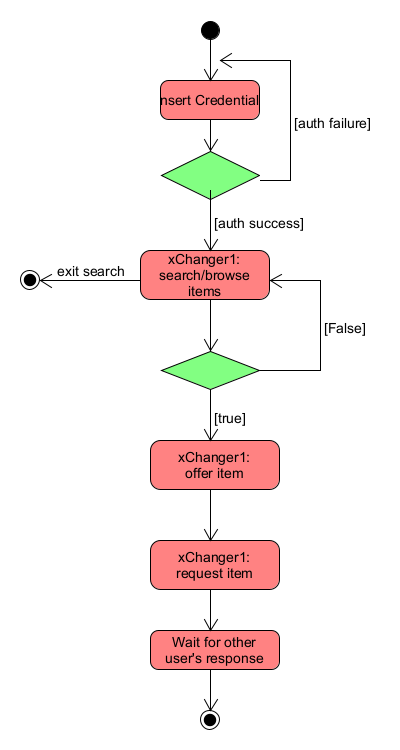 nsert Credential
[auth failure]
[auth success]
xChanger1:
search/browse
items
exit search
[False]
[true]
xChanger1:
offer item
xChanger1:
request item
Wait for other
user's response